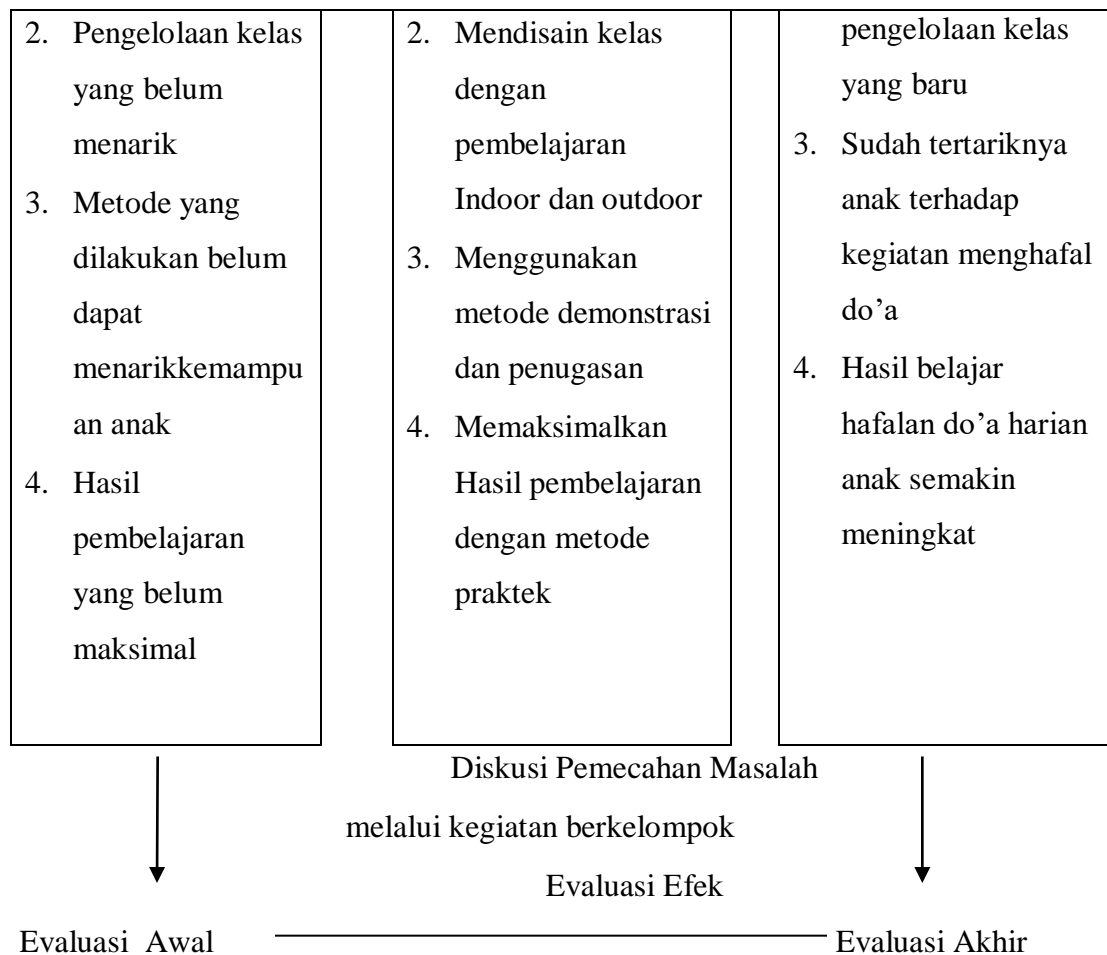 2. Pengelolaan kelas
yang belum
menarik
3. Metode yang
dilakukan belum
dapat
menarikkemampu
an anak
4. Hasil
pembelajaran
yang belum
maksimal
2. Mendisain kelas
dengan
pembelajaran
Indoor dan outdoor
3. Menggunakan
metode demonstrasi
dan penugasan
4. Memaksimalkan
Hasil pembelajaran
dengan metode
praktek
pengelolaan kelas
yang baru
3. Sudah tertariknya
anak terhadap
kegiatan menghafal
do’a
4. Hasil belajar
hafalan do’a harian
anak semakin
meningkat
Diskusi Pemecahan Masalah
melalui kegiatan berkelompok
Evaluasi Efek
Evaluasi Awal
Evaluasi Akhir